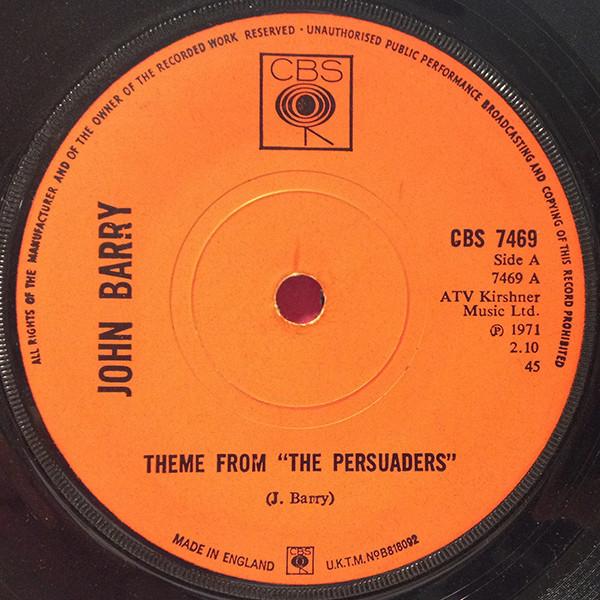 ALL RIGHTS OF THE MANUFACTURER AND OF THE OWNER OF THE RECORDED WORK RESERVED · UNAUTHORISED PUBLIC PERFORMANCE BROADCASTING AND COPYING OF THIS RECORD PROHIBITED
CBS
JOHN BARRY
CBS 7469
Side A
7469 A
ATV Kirshner
Music Ltd.
℗ 1971
2.10
45
THEME FROM "THE PERSUADERS"
(J. Barry)
MADE IN ENGLAND
CBS
U.K.T.M. Nº B818092